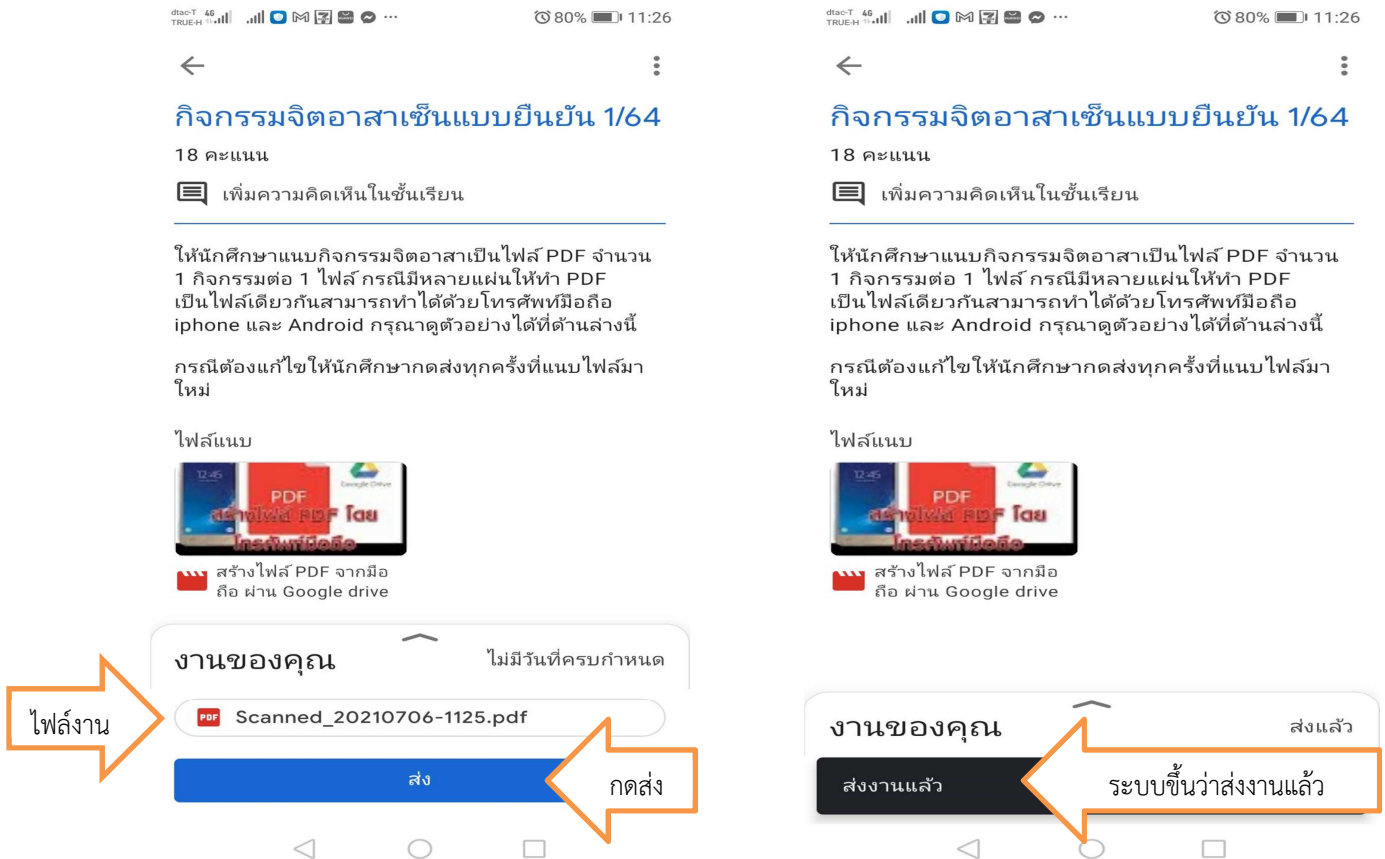 dtac-T 4G
TRUE-H
80% 11:26
กิจกรรมจิตอาสาเซ็นแบบยืนยัน 1/64
18 คะแนน
เพิ่มความคิดเห็นในชั้นเรียน
ให้นักศึกษาแนบกิจกรรมจิตอาสาเป็นไฟล์ PDF จำนวน
1 กิจกรรมต่อ 1 ไฟล์ กรณีมีหลายแผ่นให้ทำ PDF
เป็นไฟล์เดียวกันสามารถทำได้ด้วยโทรศัพท์มือถือ
iphone และ Android กรุณาดูตัวอย่างได้ที่ด้านล่างนี้
กรณีต้องแก้ไขให้นักศึกษากดส่งทุกครั้งที่แนบไฟล์มา
ใหม่
ไฟล์แนบ
12:45
Google Drive
PDF
สร้างไฟล์ PDF โดย
โทรศัพท์มือถือ
สร้างไฟล์ PDF จากมือ
ถือ ผ่าน Google drive
งานของคุณ ไม่มีวันที่ครบกำหนด
ไฟล์งาน
PDF Scanned_20210706-1125.pdf
ส่ง
กดส่ง
dtac-T 4G
TRUE-H
80% 11:26
กิจกรรมจิตอาสาเซ็นแบบยืนยัน 1/64
18 คะแนน
เพิ่มความคิดเห็นในชั้นเรียน
ให้นักศึกษาแนบกิจกรรมจิตอาสาเป็นไฟล์ PDF จำนวน
1 กิจกรรมต่อ 1 ไฟล์ กรณีมีหลายแผ่นให้ทำ PDF
เป็นไฟล์เดียวกันสามารถทำได้ด้วยโทรศัพท์มือถือ
iphone และ Android กรุณาดูตัวอย่างได้ที่ด้านล่างนี้
กรณีต้องแก้ไขให้นักศึกษากดส่งทุกครั้งที่แนบไฟล์มา
ใหม่
ไฟล์แนบ
12:45
Google Drive
PDF
สร้างไฟล์ PDF โดย
โทรศัพท์มือถือ
สร้างไฟล์ PDF จากมือ
ถือ ผ่าน Google drive
งานของคุณ ส่งแล้ว
ส่งงานแล้ว
ระบบขึ้นว่าส่งงานแล้ว